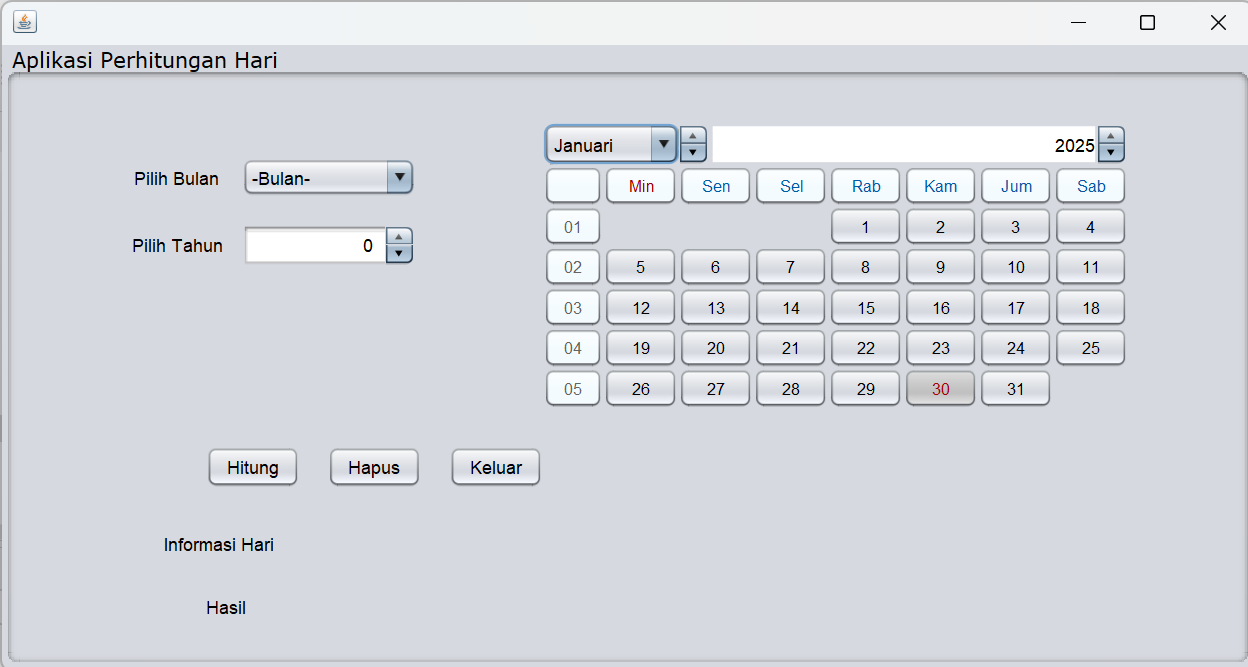 Aplikasi Perhitungan Hari
Pilih Bulan -Bulan-
Pilih Tahun 0
Januari 2025
Min Sen Sel Rab Kam Jum Sab
01 1 2 3 4
02 5 6 7 8 9 10 11
03 12 13 14 15 16 17 18
04 19 20 21 22 23 24 25
05 26 27 28 29 30 31
Hitung Hapus Keluar
Informasi Hari
Hasil